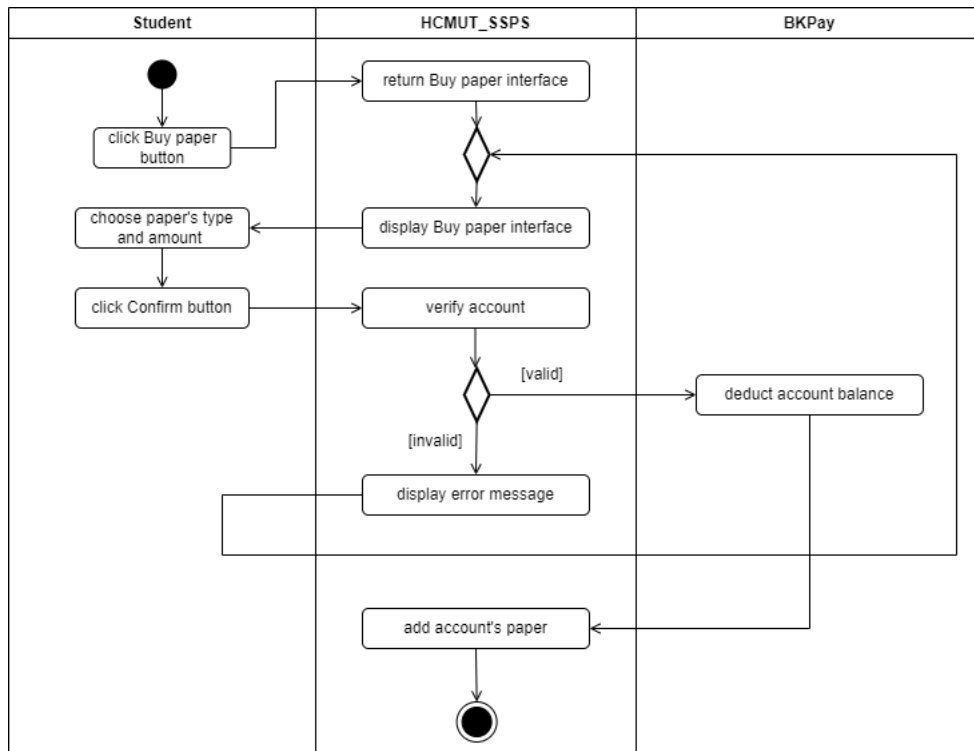 Student
HCMUT_SSPS
BKPay
return Buy paper interface
click Buy paper
button
choose paper's type
and amount
display Buy paper interface
click Confirm button
verify account
[valid]
deduct account balance
[invalid]
display error message
add account's paper